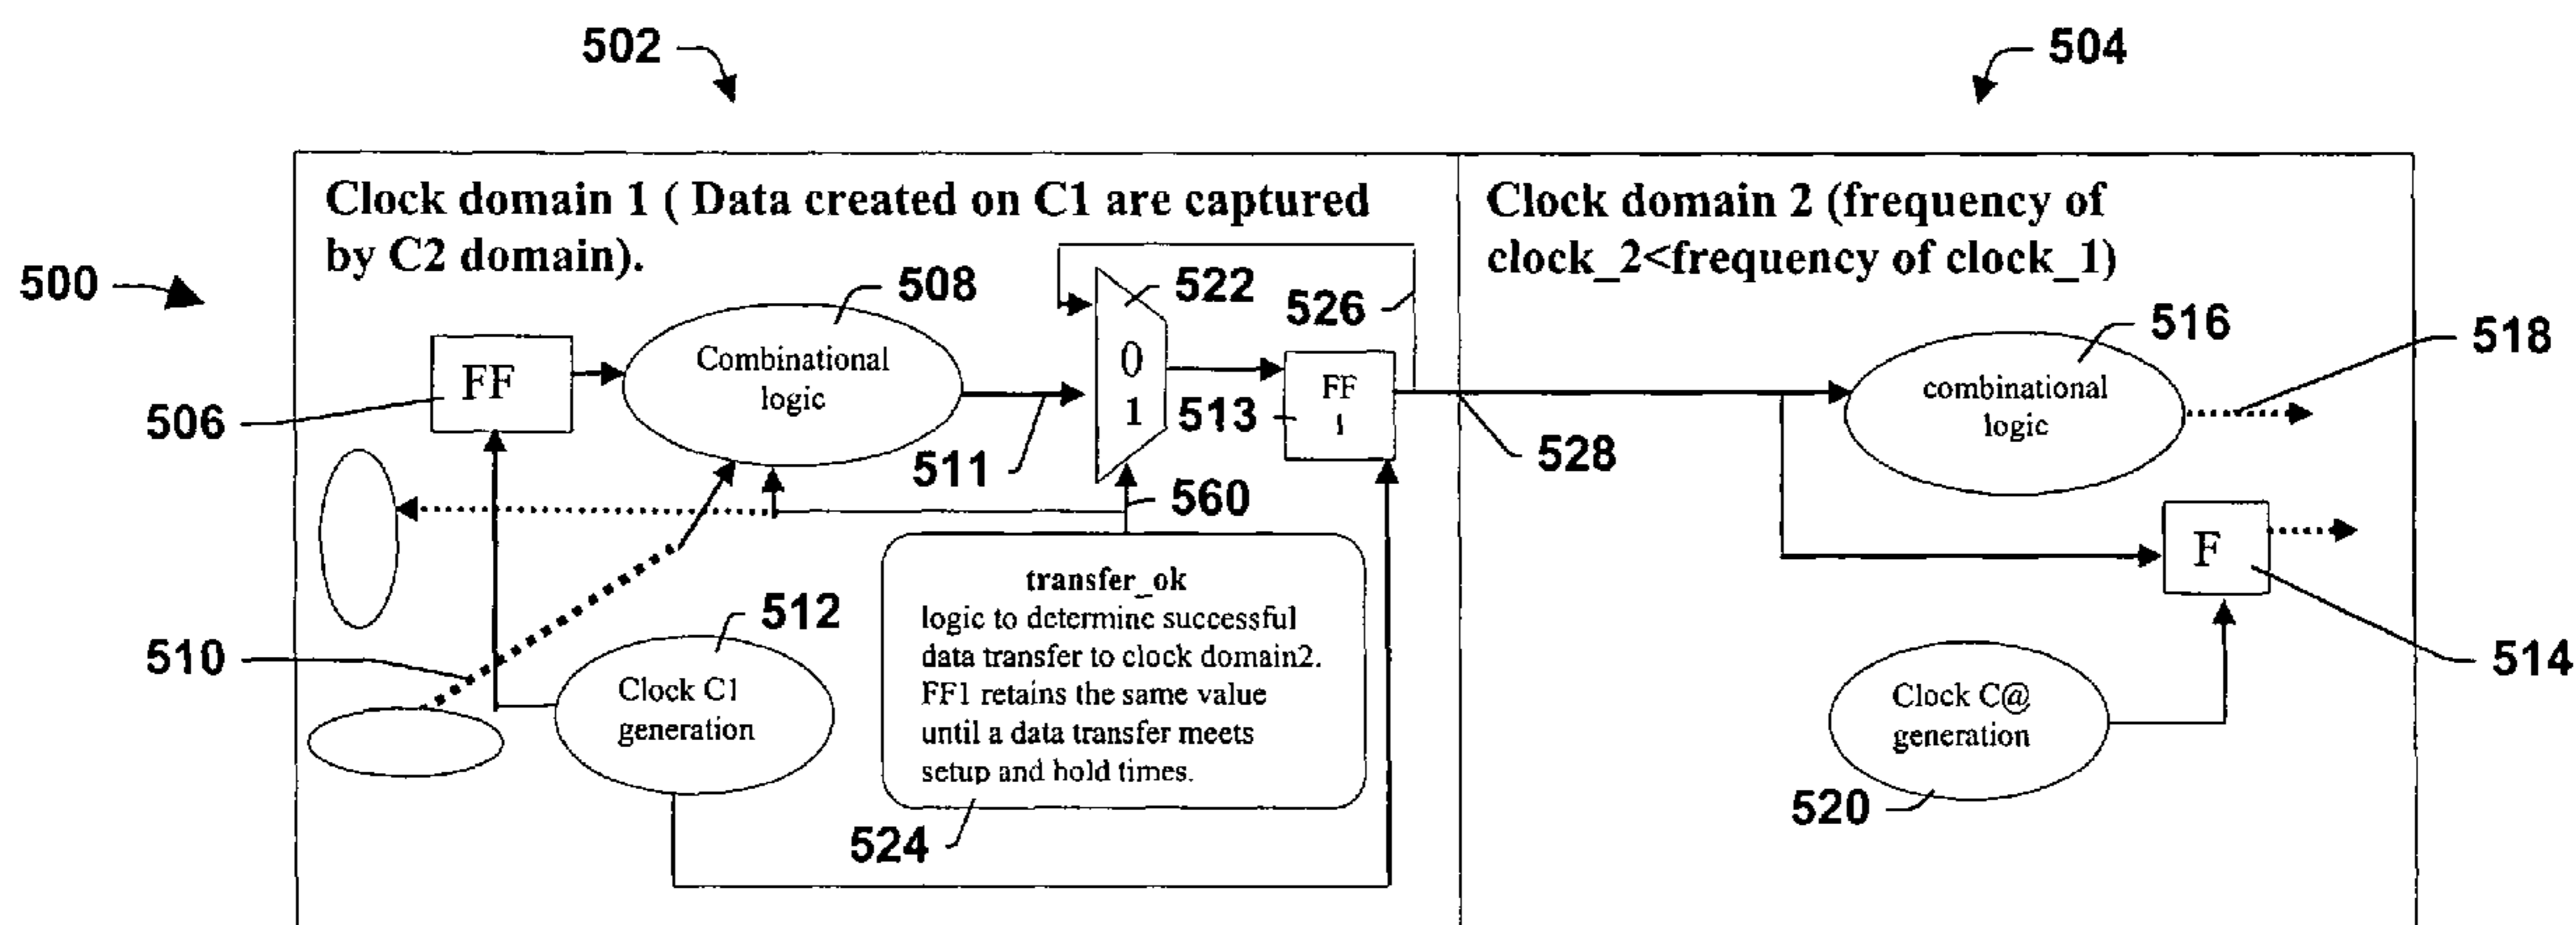 502
504
Clock domain 1 ( Data created on C1 are captured
by C2 domain).
Clock domain 2 (frequency of
clock_2<frequency of clock_1)
500
508
522
526
516
518
FF
Combinational
logic
0
1
FF
1
combinational
logic
506
511
513
528
560
F
transfer_ok
logic to determine successful
data transfer to clock domain2.
FF1 retains the same value
until a data transfer meets
setup and hold times.
512
510
Clock C1
generation
514
Clock C@
generation
524
520